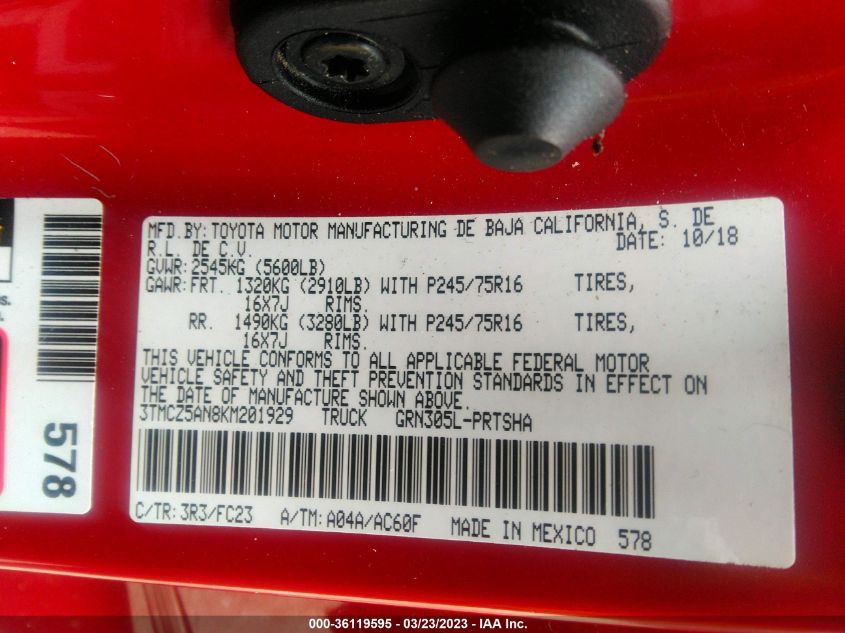 MFD.BY:TOYOTA MOTOR MANUFACTURING DE BAJA CALIFORNIA, S. DE
R.L. DE C.V. DATE: 10/18
GVWR:2545KG (5600LB)
GAWR:FRT. 1320KG (2910LB) WITH P245/75R16 TIRES,
16X7J RIMS.
RR. 1490KG (3280LB) WITH P245/75R16 TIRES,
16X7J RIMS.
THIS VEHICLE CONFORMS TO ALL APPLICABLE FEDERAL MOTOR
VEHICLE SAFETY AND THEFT PREVENTION STANDARDS IN EFFECT ON
THE DATE OF MANUFACTURE SHOWN ABOVE.
3TMCZ5AN8KM201929 TRUCK GRN305L-PRTSHA
C/TR: 3R3/FC23 A/TM: A04A/AC60F MADE IN MEXICO 578
578
000-36119595 - 03/23/2023 - IAA Inc.